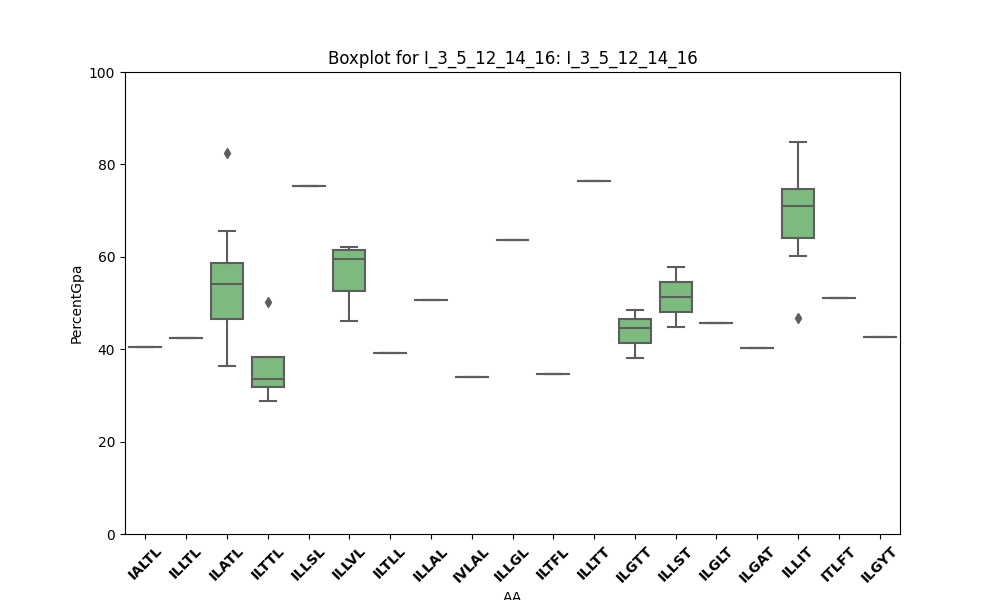 Boxplot for I_3_5_12_14_16: I_3_5_12_14_16
100
80
60
40
20
0
PercentGpa
IALTL ILLTL ILATL ILTTL ILLSL ILLVL ILTLL ILLAL IVLAL ILLGL ILTFL ILLTT ILGTT ILLST ILGLT ILGAT ILLIT ITLFT ILGYT
AA